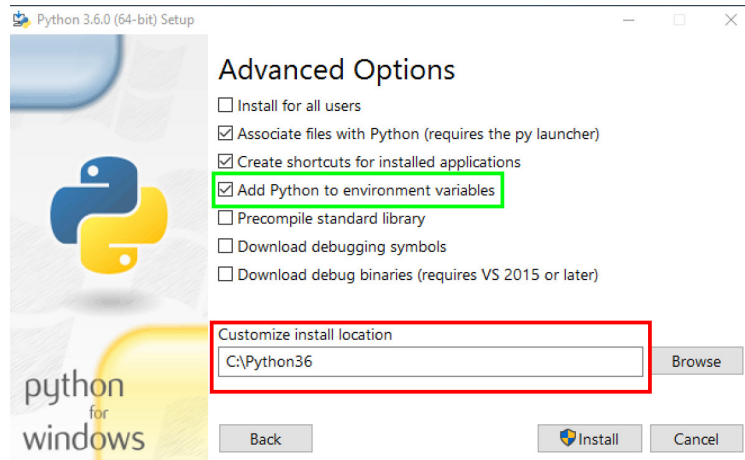 Python 3.6.0 (64-bit) Setup
Advanced Options
Install for all users
Associate files with Python (requires the py launcher)
Create shortcuts for installed applications
Add Python to environment variables
Precompile standard library
Download debugging symbols
Download debug binaries (requires VS 2015 or later)
Customize install location
C:\Python36
Browse
python
for
windows
Back
Install
Cancel